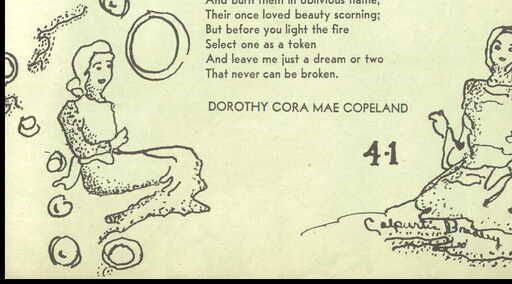 And burn them in oblivious flame,
Their once loved beauty scorning;
But before you light the fire
Select one as a token
And leave me just a dream or two
That never can be broken.
DOROTHY CORA MAE COPELAND
41
Calpurtia Bradley